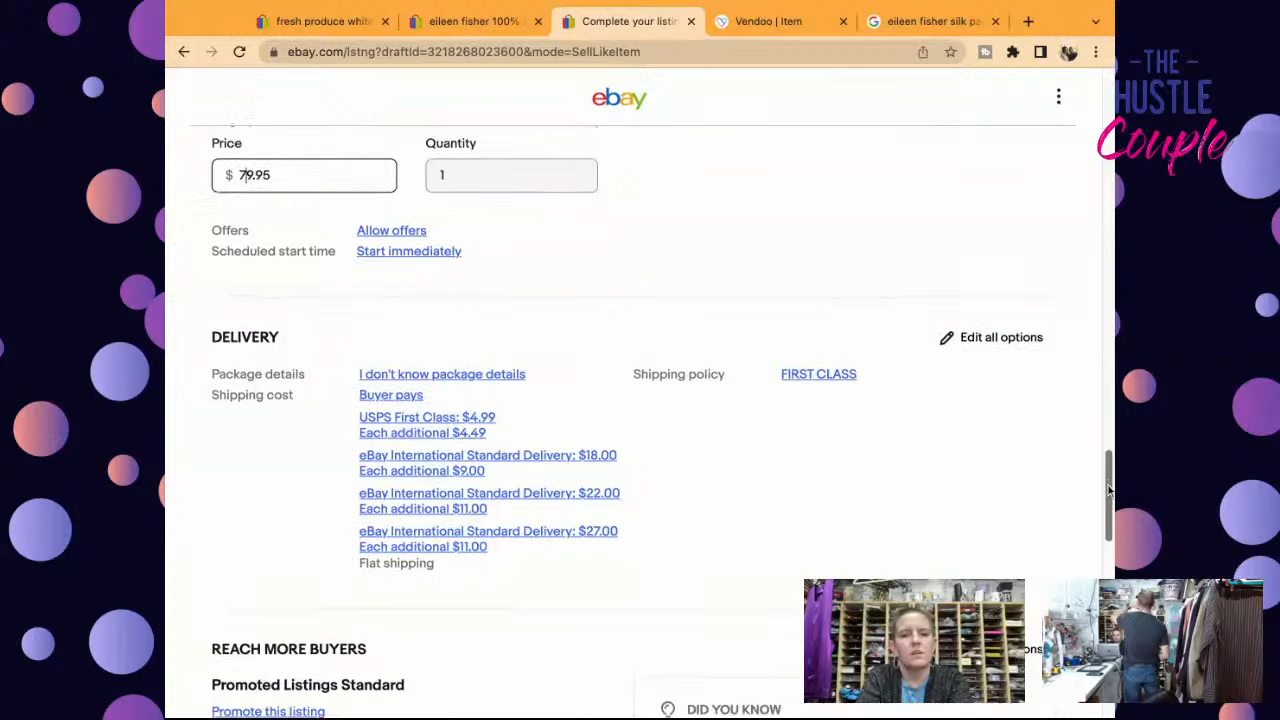 fresh produce white
eileen fisher 100%
Complete your listin
Vendoo | Item
eileen fisher silk pa
ebay.com/lstng?draftId=3218268023600&mode=SellLikeItem
-THE-
HUSTLE
Couple
ebay
Price
Quantity
$ 79.95
1
Offers
Allow offers
Scheduled start time
Start immediately
DELIVERY
Edit all options
Package details
I don't know package details
Shipping policy
FIRST CLASS
Shipping cost
Buyer pays
USPS First Class: $4.99
Each additional $4.49
eBay International Standard Delivery: $18.00
Each additional $9.00
eBay International Standard Delivery: $22.00
Each additional $11.00
eBay International Standard Delivery: $27.00
Each additional $11.00
Flat shipping
REACH MORE BUYERS
ons
Promoted Listings Standard
Promote this listing
DID YOU KNOW